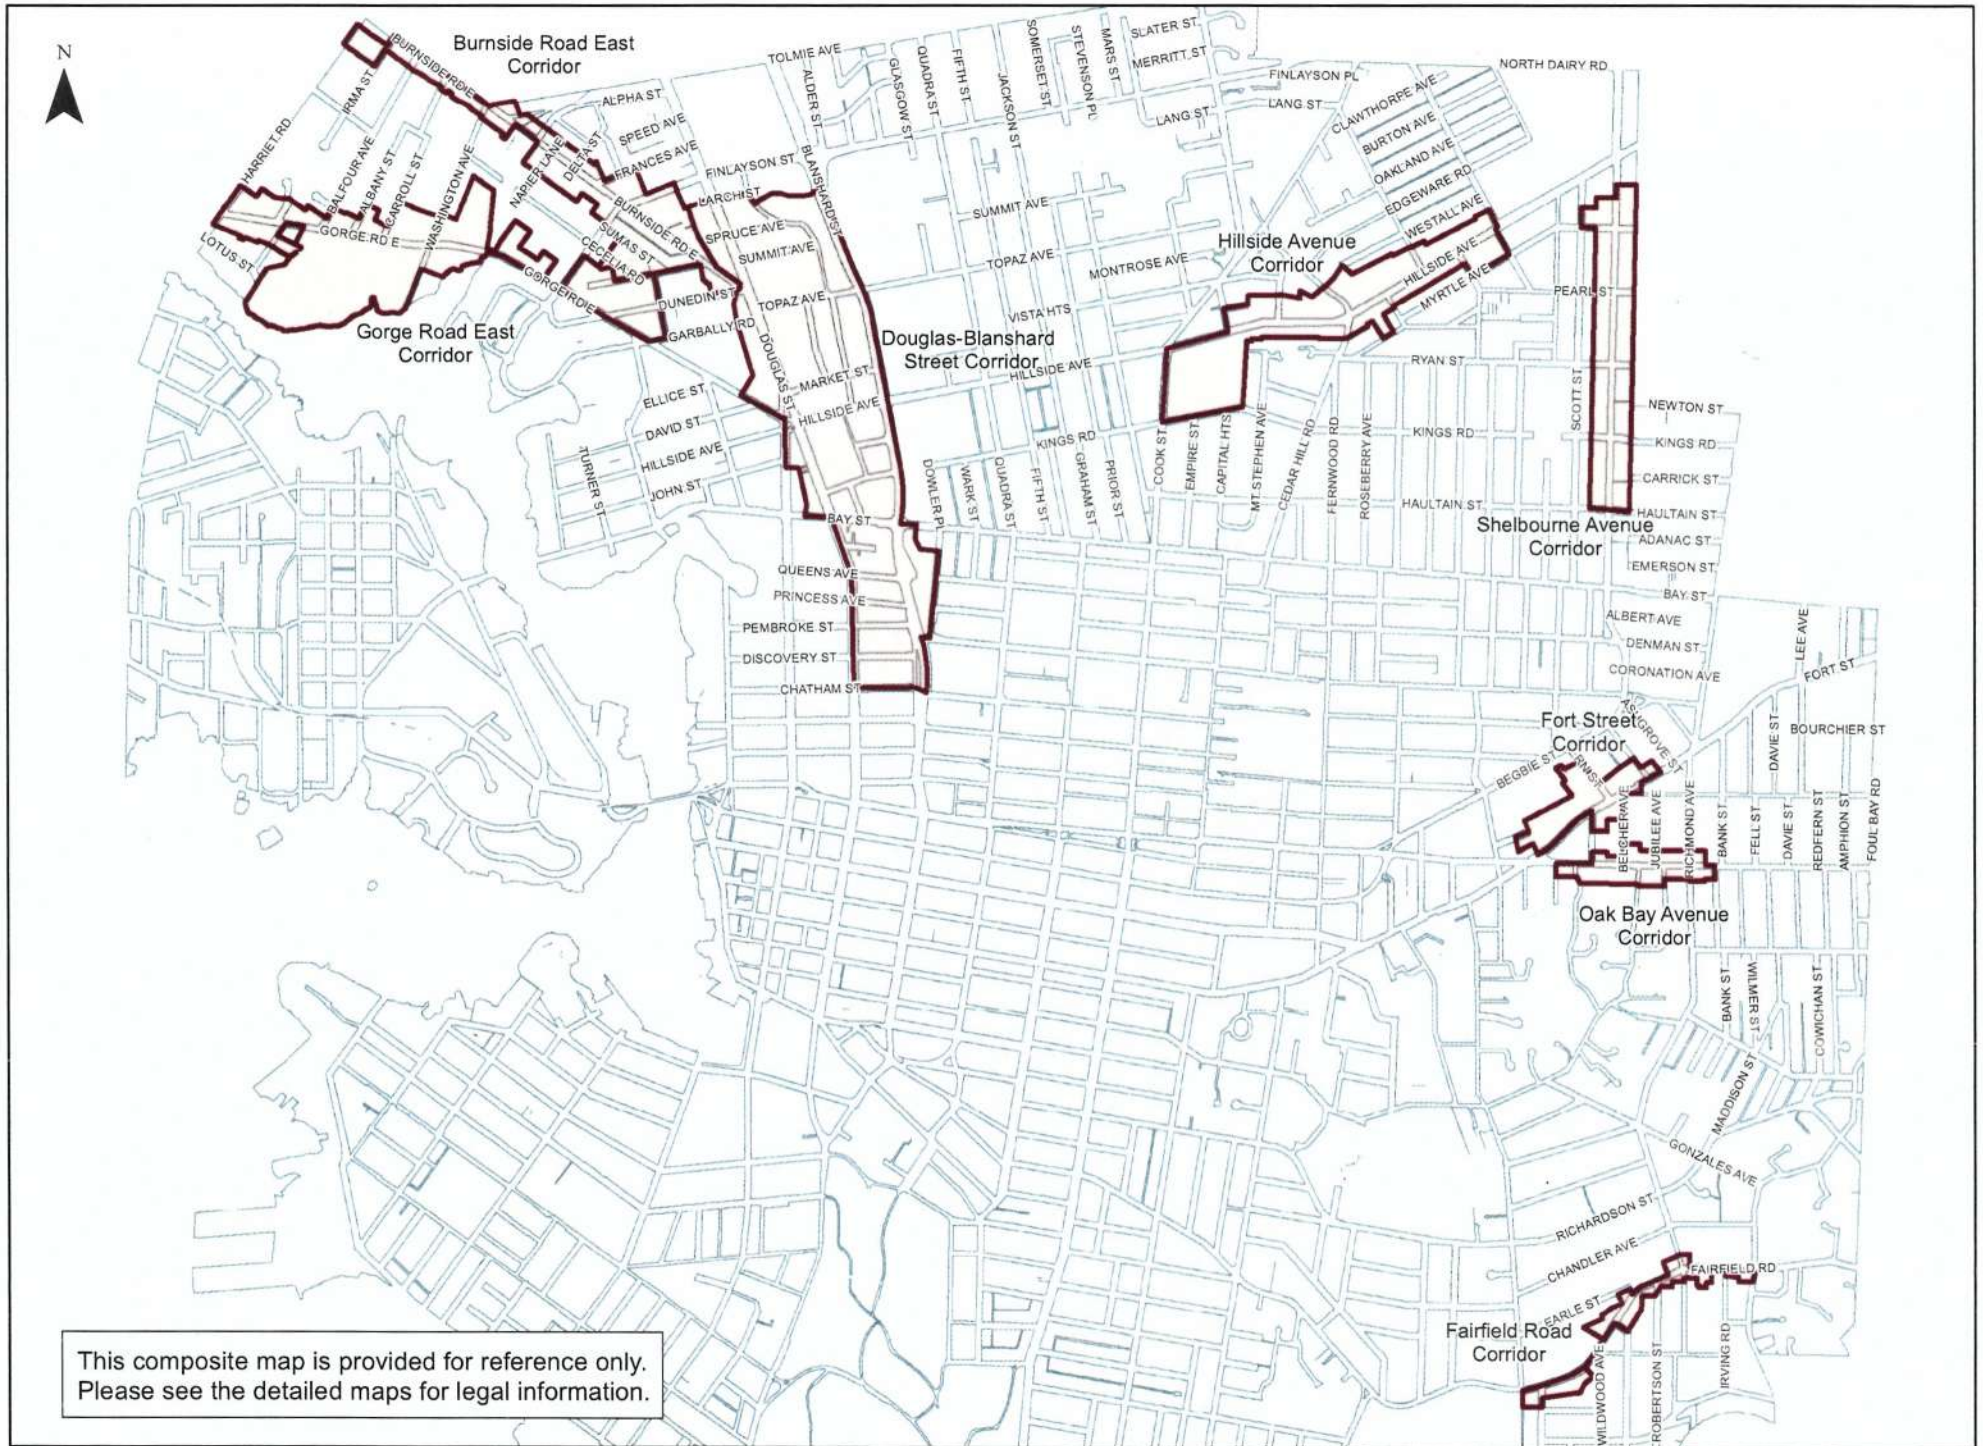 N
Burnside Road East
Corridor
Gorge Road East
Corridor
Douglas-Blanshard
Street Corridor
Hillside Avenue
Corridor
Shelbourne Avenue
Corridor
Fort Street
Corridor
Oak Bay Avenue
Corridor
Fairfield Road
Corridor
BURNSIDE RD E
IRMA ST
HARRIET RD
BALFOUR AVE
ALBANY ST
CARROLL ST
WASHINGTON AVE
NAPIER LANE
DELTA ST
LOTUS ST
GORGE RD E
GORGE RD E
ALPHA ST
SPEED AVE
FRANCES AVE
BURNSIDE RD E
SUMAS ST
CECELIA RD
DUNEDIN ST
GARBALLY RD
TOLMIE AVE
ALDER ST
FINLAYSON ST
LARCH ST
BLANSHARD ST
SPRUCE AVE
SUMMIT AVE
TOPAZ AVE
DOUGLAS ST
MARKET ST
HILLSIDE AVE
ELLICE ST
DAVID ST
HILLSIDE AVE
JOHN ST
TURNER ST
BAY ST
QUEENS AVE
PRINCESS AVE
PEMBROKE ST
DISCOVERY ST
CHATHAM ST
GLASGOW ST
QUADRA ST
FIFTH ST
JACKSON ST
SOMERSET ST
STEVENSON PL
MARS ST
SLATER ST
MERRITT ST
LANG ST
FINLAYSON PL
LANG ST
SUMMIT AVE
TOPAZ AVE
MONTROSE AVE
VISTA HTS
HILLSIDE AVE
KINGS RD
DOWLER PL
WARK ST
QUADRA ST
FIFTH ST
GRAHAM ST
PRIOR ST
COOK ST
EMPIRE ST
CAPITAL HTS
MT STEPHEN AVE
CEDAR HILL RD
FERNWOOD RD
ROSEBERRY AVE
NORTH DAIRY RD
CLAWTHORPE AVE
BURTON AVE
OAKLAND AVE
EDGEWARE RD
WESTALL AVE
HILLSIDE AVE
MYRTLE AVE
PEARL ST
RYAN ST
SCOTT ST
KINGS RD
HAULTAIN ST
NEWTON ST
KINGS RD
CARRICK ST
HAULTAIN ST
ADANAC ST
EMERSON ST
BAY ST
ALBERT AVE
DENMAN ST
CORONATION AVE
LEE AVE
FORT ST
ASHGROVE ST
BOURCHIER ST
DAVIE ST
BEGBIE ST
BELCHER AVE
JUBILEE AVE
RICHMOND AVE
BANK ST
FELL ST
DAVIE ST
REDFERN ST
AMPHION ST
FOUL BAY RD
BANK ST
WILMER ST
COWICHAN ST
MADDISON ST
GONZALES AVE
RICHARDSON ST
CHANDLER AVE
FAIRFIELD RD
EARLE ST
WILDWOOD AVE
ROBERTSON ST
IRVING RD
This composite map is provided for reference only.
Please see the detailed maps for legal information.